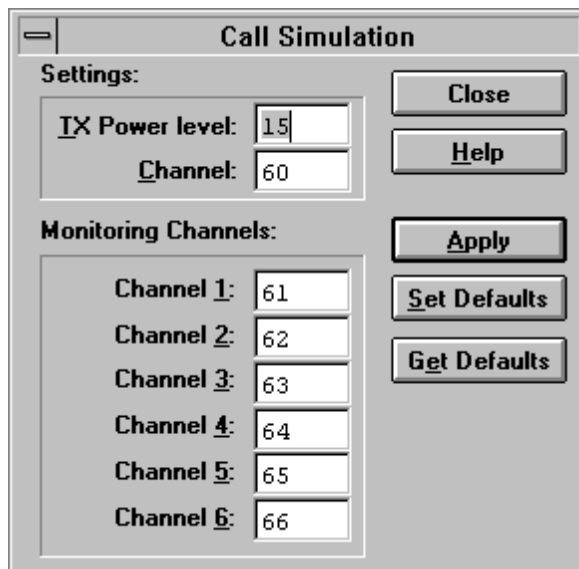 Call Simulation
Settings:
TX Power level: 15
Channel: 60
Close
Help
Monitoring Channels:
Channel 1: 61
Channel 2: 62
Channel 3: 63
Channel 4: 64
Channel 5: 65
Channel 6: 66
Apply
Set Defaults
Get Defaults